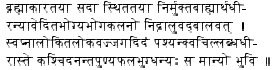 ब्रह्माकारतया सदा स्थिततया निर्मुक्तबाह्यार्थधी-
रन्यावेदितभोग्यभोगकलनो निद्रालुवद्बालवत् ।
स्वप्नालोकितलोकवज्जगदिदं पश्यन्क्वचिल्लब्धधी-
रास्ते कश्चिदनन्तपुण्यफलभुग्धन्यः स मान्यो भुवि ॥